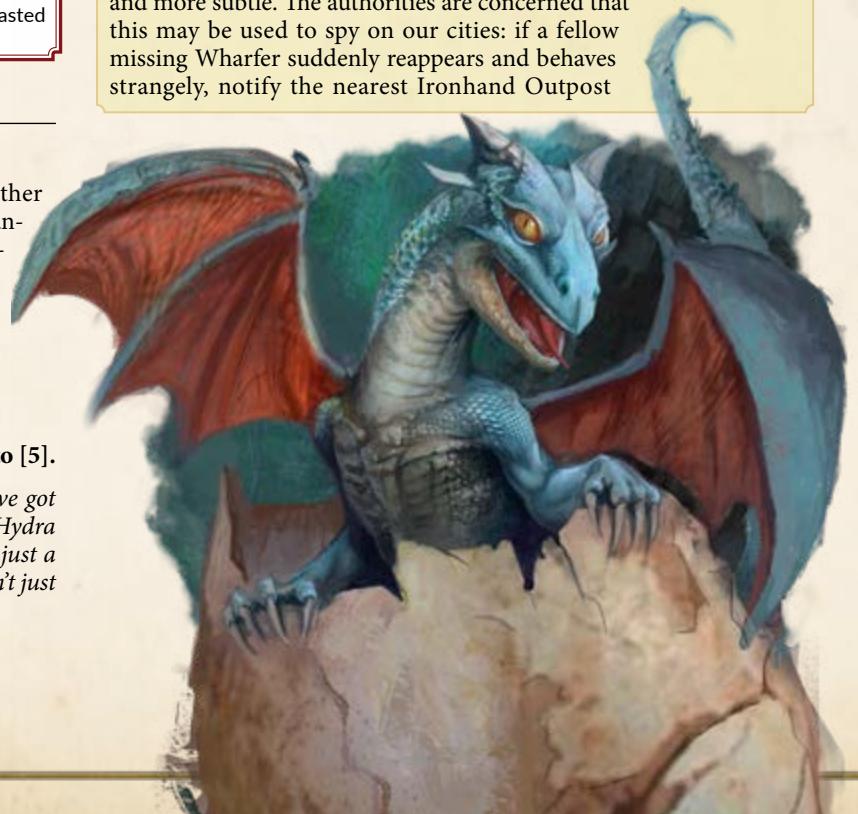 asted
ther
n-
-
o [5].
ve got
Hydra
just a
't just
and more subtle. The authorities are concerned that
this may be used to spy on our cities: if a fellow
missing Wharfer suddenly reappears and behaves
strangely, notify the nearest Ironhand Outpost